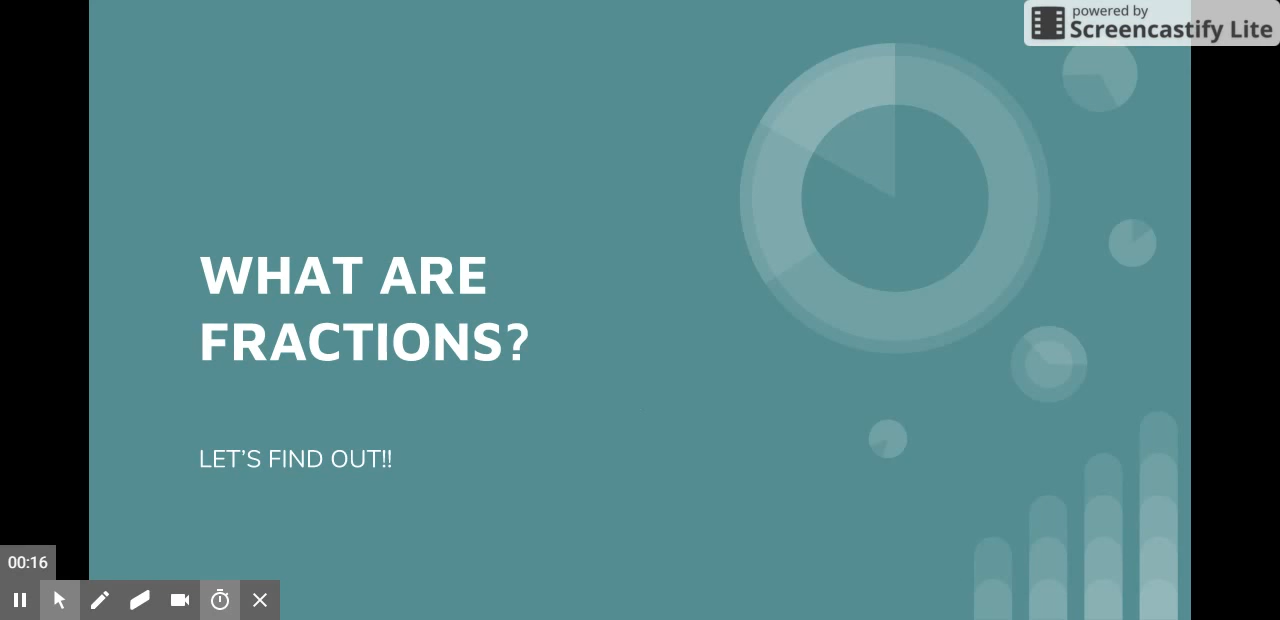 powered by
Screencastify Lite
WHAT ARE
FRACTIONS?
LET’S FIND OUT!!
00:16